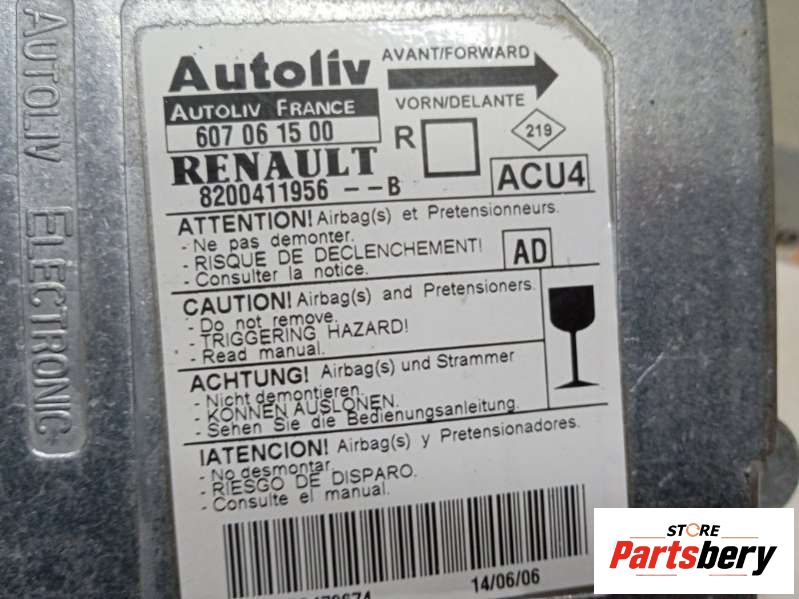 AUTOLIV ELECTRONIC
Autoliv
AVANT/FORWARD
AUTOLIV FRANCE
VORN/DELANTE
607 06 15 00
R
219
RENAULT
8200411956 --B
ACU4
ATTENTION! Airbag(s) et Pretensionneurs.
- Ne pas demonter.
- RISQUE DE DECLENCHEMENT!
- Consulter la notice.
AD
CAUTION! Airbag(s) and Pretensioners.
- Do not remove.
- TRIGGERING HAZARD!
- Read manual.
ACHTUNG! Airbag(s) und Strammer
- Nicht demontieren.
- KONNEN AUSLONEN.
- Sehen Sie die Bedienungsanleitung.
IATENCION! Airbag(s) y Pretensionadores.
- No desmontar.
- RIESGO DE DISPARO.
- Consulte el manual.
14/06/06
STORE
Partsbery